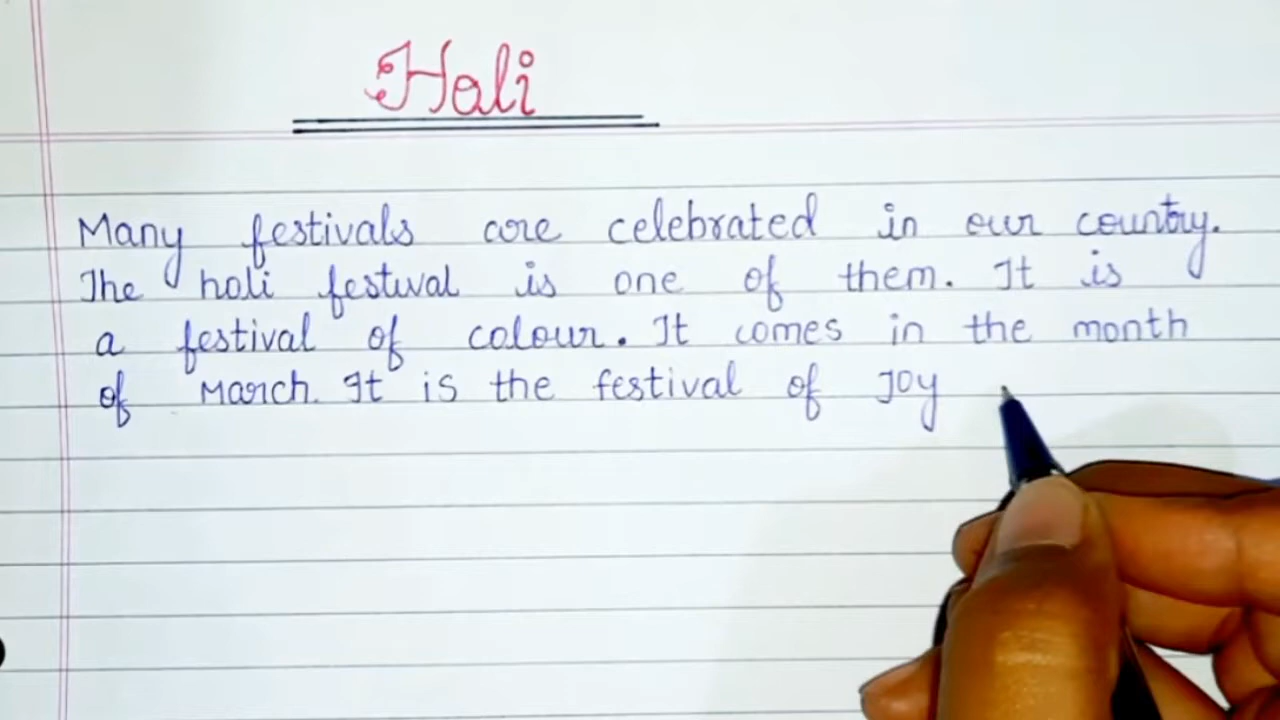 Holi
Many festivals are celebrated in our country.
The holi festival is one of them. It is
a festival of colour. It comes in the month
of March. It is the festival of Joy